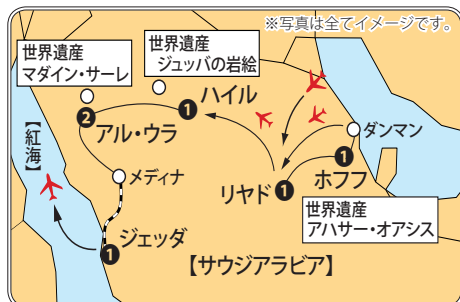 ※写真は全てイメージです。
世界遺産
マダイン・サーレ
世界遺産
ジュッバの岩絵
ハイル
1
2
アル・ウラ
ダンマン
1
ホフフ
【紅海】
メディナ
リヤド
1
世界遺産
アハサー・オアシス
ジェッダ
1
【サウジアラビア】